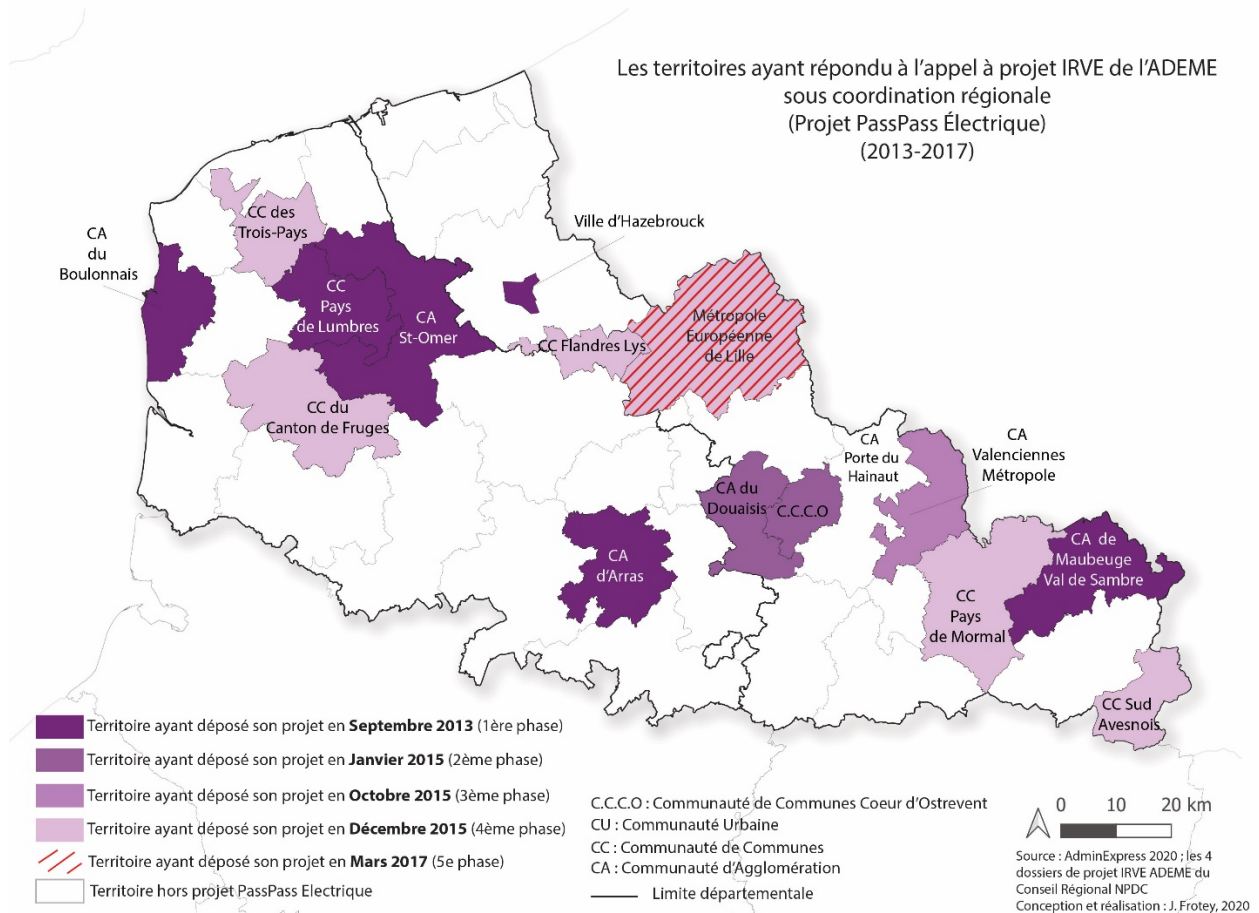 Les territoires ayant répondu à l'appel à projet IRVE de l'ADEME
sous coordination régionale
(Projet PassPass Électrique)
(2013-2017)
CA
du
Boulonnais
CC des
Trois-Pays
CC
Pays
de Lumbres
CA
St-Omer
Ville d'Hazebrouck
CC Flandres Lys
Métropole
Européenne
de Lille
CC du
Canton de Fruges
CA
d'Arras
CA du
Douaisis
C.C.C.O
CA
Porte du
Hainaut
CA
Valenciennes
Métropole
CC
Pays
de Mormal
CA de
Maubeuge
Val de Sambre
CC Sud
Avesnois
Territoire ayant déposé son projet en Septembre 2013 (1ère phase)
Territoire ayant déposé son projet en Janvier 2015 (2ème phase)
Territoire ayant déposé son projet en Octobre 2015 (3ème phase)
Territoire ayant déposé son projet en Décembre 2015 (4ème phase)
Territoire ayant déposé son projet en Mars 2017 (5e phase)
Territoire hors projet PassPass Electrique
C.C.C.O : Communauté de Communes Coeur d'Ostrevent
CU : Communauté Urbaine
CC : Communauté de Communes
CA : Communauté d'Agglomération
Limite départementale
0 10 20 km
Source : AdminExpress 2020 ; les 4
dossiers de projet IRVE ADEME du
Conseil Régional NPDC
Conception et réalisation : J. Frotey, 2020